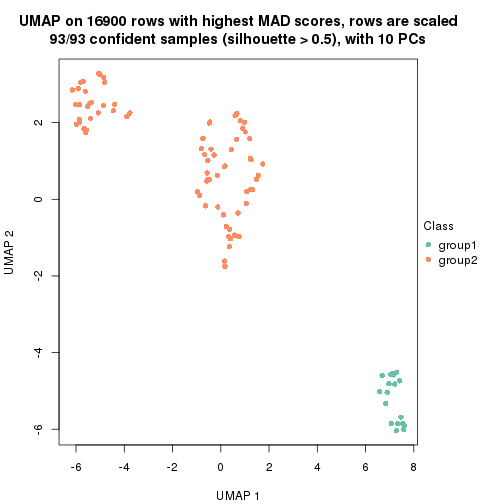 UMAP on 16900 rows with highest MAD scores, rows are scaled
93/93 confident samples (silhouette > 0.5), with 10 PCs
2
0
-2
-4
-6
UMAP 2
-6 -4 -2 0 2 4 6 8
UMAP 1
Class
group1
group2